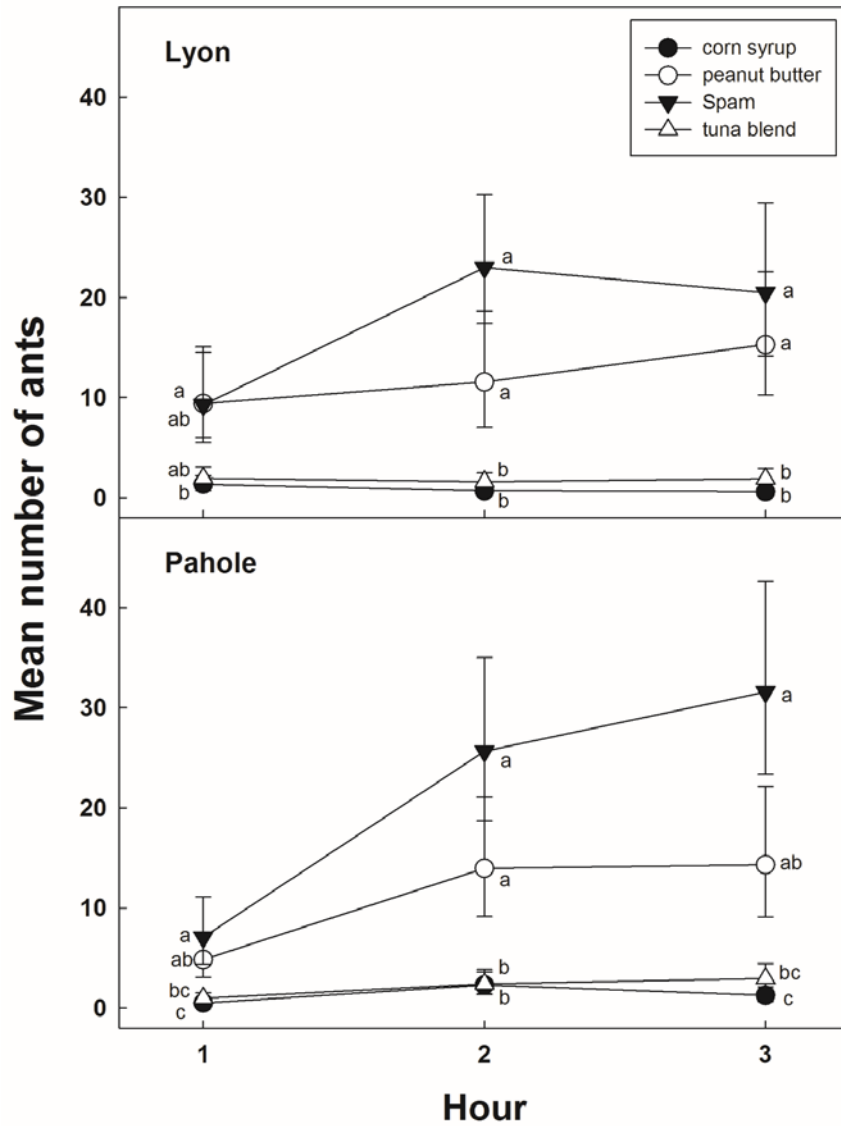 Lyon
corn syrup
peanut butter
Spam
tuna blend
40
30
20
10
0
a
ab
ab
b
a
a
b
b
a
a
b
b
Mean number of ants
Pahole
40
30
20
10
0
a
ab
bc
c
a
a
b
b
a
ab
bc
c
1
2
3
Hour